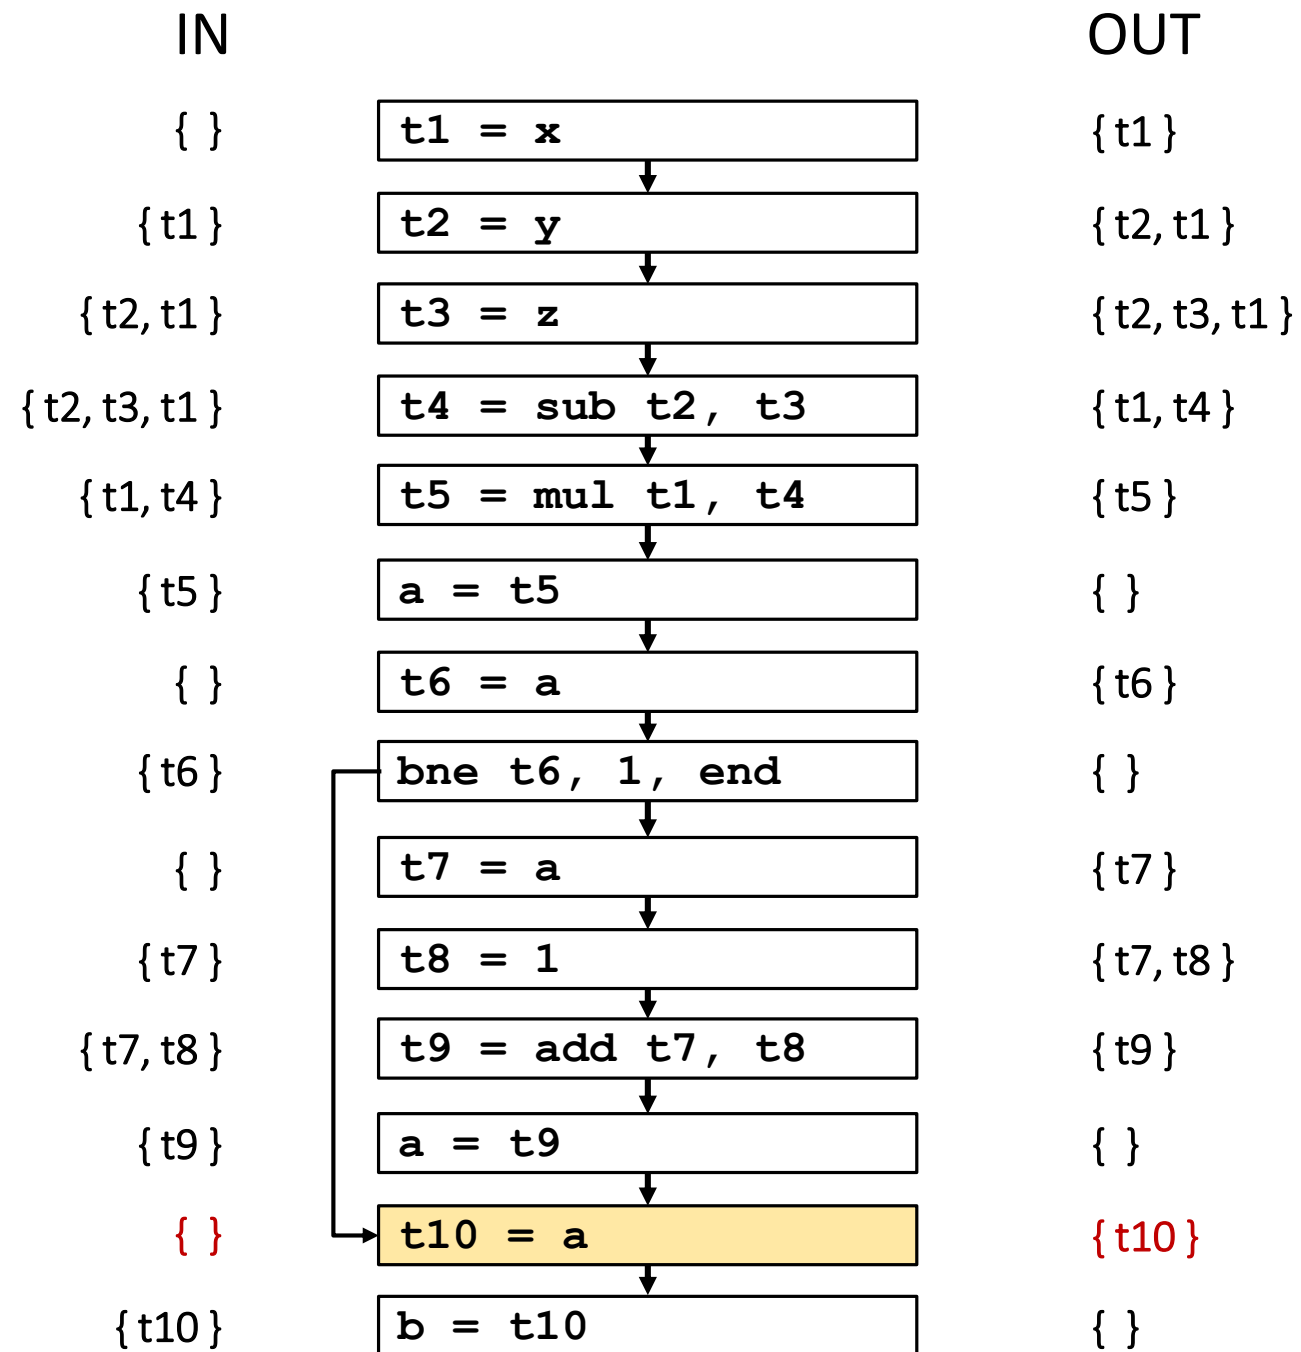 IN OUT
{ } t1 = x { t1 }
{ t1 } t2 = y { t2, t1 }
{ t2, t1 } t3 = z { t2, t3, t1 }
{ t2, t3, t1 } t4 = sub t2, t3 { t1, t4 }
{ t1, t4 } t5 = mul t1, t4 { t5 }
{ t5 } a = t5 { }
{ } t6 = a { t6 }
{ t6 } bne t6, 1, end { }
{ } t7 = a { t7 }
{ t7 } t8 = 1 { t7, t8 }
{ t7, t8 } t9 = add t7, t8 { t9 }
{ t9 } a = t9 { }
{ } t10 = a { t10 }
{ t10 } b = t10 { }